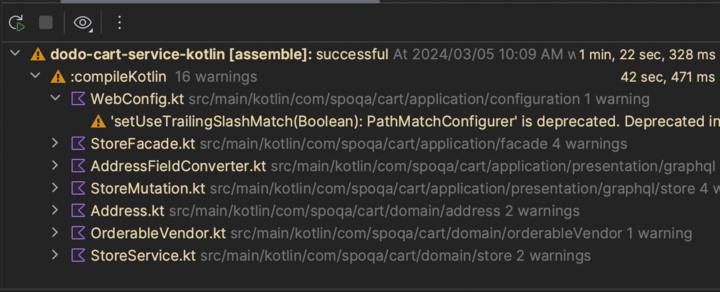 dodo-cart-service-kotlin [assemble]: successful At 2024/03/05 10:09 AM w 1 min, 22 sec, 328 ms
:compileKotlin 16 warnings 42 sec, 471 ms
WebConfig.kt src/main/kotlin/com/spoqa/cart/application/configuration 1 warning
'setUseTrailingSlashMatch(Boolean): PathMatchConfigurer' is deprecated. Deprecated in
StoreFacade.kt src/main/kotlin/com/spoqa/cart/application/facade 4 warnings
AddressFieldConverter.kt src/main/kotlin/com/spoqa/cart/application/presentation/graphql
StoreMutation.kt src/main/kotlin/com/spoqa/cart/application/presentation/graphql/store 4 w
Address.kt src/main/kotlin/com/spoqa/cart/domain/address 2 warnings
OrderableVendor.kt src/main/kotlin/com/spoqa/cart/domain/orderableVendor 1 warning
StoreService.kt src/main/kotlin/com/spoqa/cart/domain/store 2 warnings